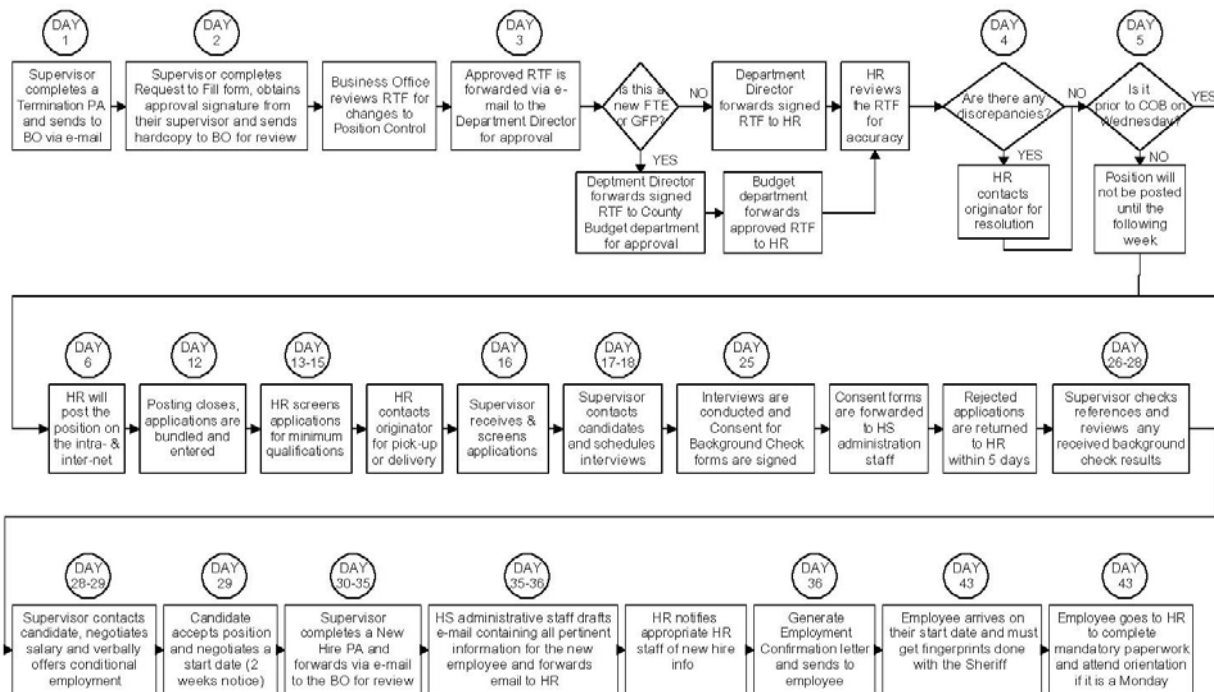 DAY
1
DAY
2
DAY
3
DAY
4
DAY
5
Supervisor
completes a
Termination PA
and sends to
BO via e-mail
Supervisor completes
Request to Fill form, obtains
approval signature from
their supervisor and sends
hardcopy to BO for review
Business Office
reviews RTF for
changes to
Position Control
Approved RTF is
forwarded via e-
mail to the
Department Director
for approval
Is this a
new FTE
or GFP?
NO
YES
Department
Director
forwards signed
RTF to HR
Deptment Director
forwards signed
RTF to County
Budget department
for approval
Budget
department
forwards
approved RTF
to HR
HR
reviews
the RTF
for
accuracy
Are there any
discrepancies?
NO
YES
HR
contacts
originator for
resolution
Is it
prior to COB on
Wednesday?
YES
NO
Position will
not be posted
until the
following
week
DAY
6
DAY
12
DAY
13-15
DAY
16
DAY
17-18
DAY
25
DAY
26-28
HR will
post the
position on
the intra- &
inter-net
Posting closes,
applications are
bundled and
entered
HR screens
applications
for minimum
qualifications
HR
contacts
originator
for pick-up
or delivery
Supervisor
receives &
screens
applications
Supervisor
contacts
candidates
and schedules
interviews
Interviews are
conducted and
Consent for
Background Check
forms are signed
Consent forms
are forwarded
to HS
administration
staff
Rejected
applications
are returned
to HR
within 5 days
Supervisor checks
references and
reviews any
received background
check results
DAY
28-29
DAY
29
DAY
30-35
DAY
35-36
DAY
36
DAY
43
DAY
43
Supervisor contacts
candidate, negotiates
salary and verbally
offers conditional
employment
Candidate
accepts position
and negotiates a
start date (2
weeks notice)
Supervisor
completes a New
Hire PA and
forwards via e-mail
to the BO for review
HS administrative staff drafts
e-mail containing all pertinent
information for the new
employee and forwards
email to HR
HR notifies
appropriate HR
staff of new hire
info
Generate
Employment
Confirmation letter
and sends to
employee
Employee arrives on
their start date and must
get fingerprints done
with the Sheriff
Employee goes to HR
to complete
mandatory paperwork
and attend orientation
if it is a Monday